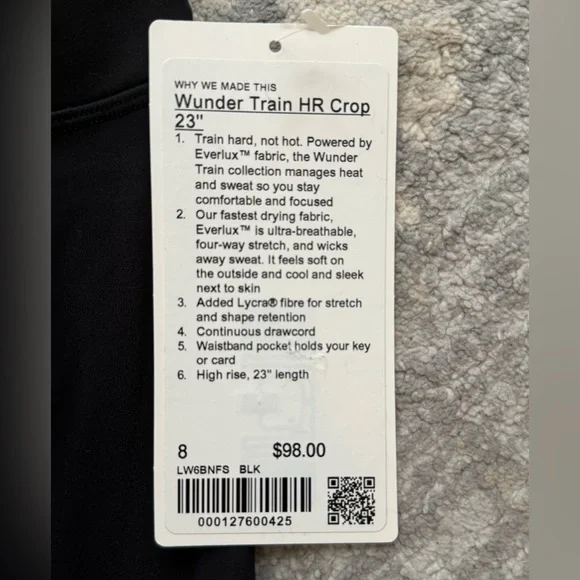 WHY WE MADE THIS
Wunder Train HR Crop
23"
1. Train hard, not hot. Powered by
Everlux™ fabric, the Wunder
Train collection manages heat
and sweat so you stay
comfortable and focused
2. Our fastest drying fabric,
Everlux™ is ultra-breathable,
four-way stretch, and wicks
away sweat. It feels soft on
the outside and cool and sleek
next to skin
3. Added Lycra® fibre for stretch
and shape retention
4. Continuous drawcord
5. Waistband pocket holds your key
or card
6. High rise, 23" length
8 $98.00
LW6BNFS BLK
000127600425